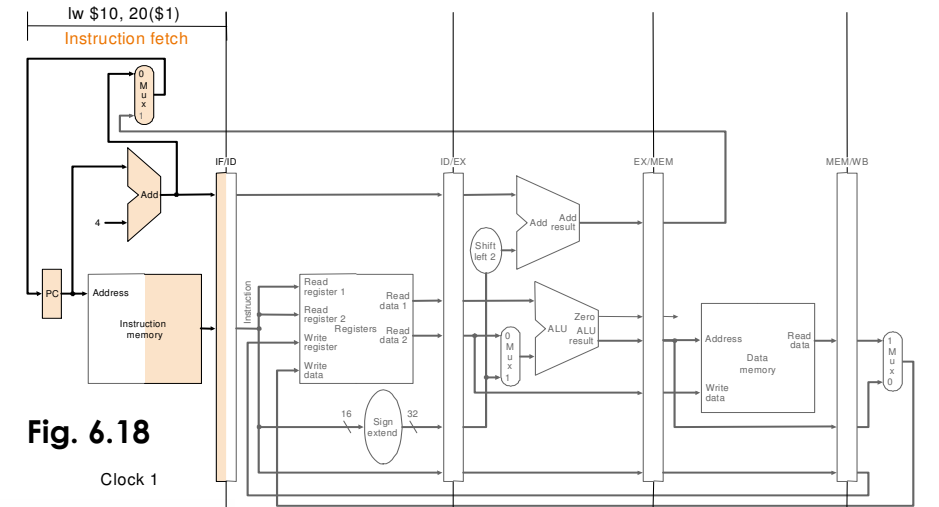 lw $10, 20($1)
Instruction fetch
0
M
u
x
1
IF/ID
ID/EX
EX/MEM
MEM/WB
Add
4
Add
Add
result
Shift
left 2
PC
Address
Instruction
memory
Instruction
Read
register 1
Read
register 2
Write
register
Write
data
Registers
Read
data 1
Read
data 2
0
M
u
x
1
ALU
Zero
ALU
result
Address
Write
data
Data
memory
Read
data
1
M
u
x
0
16
Sign
extend
32
Fig. 6.18
Clock 1